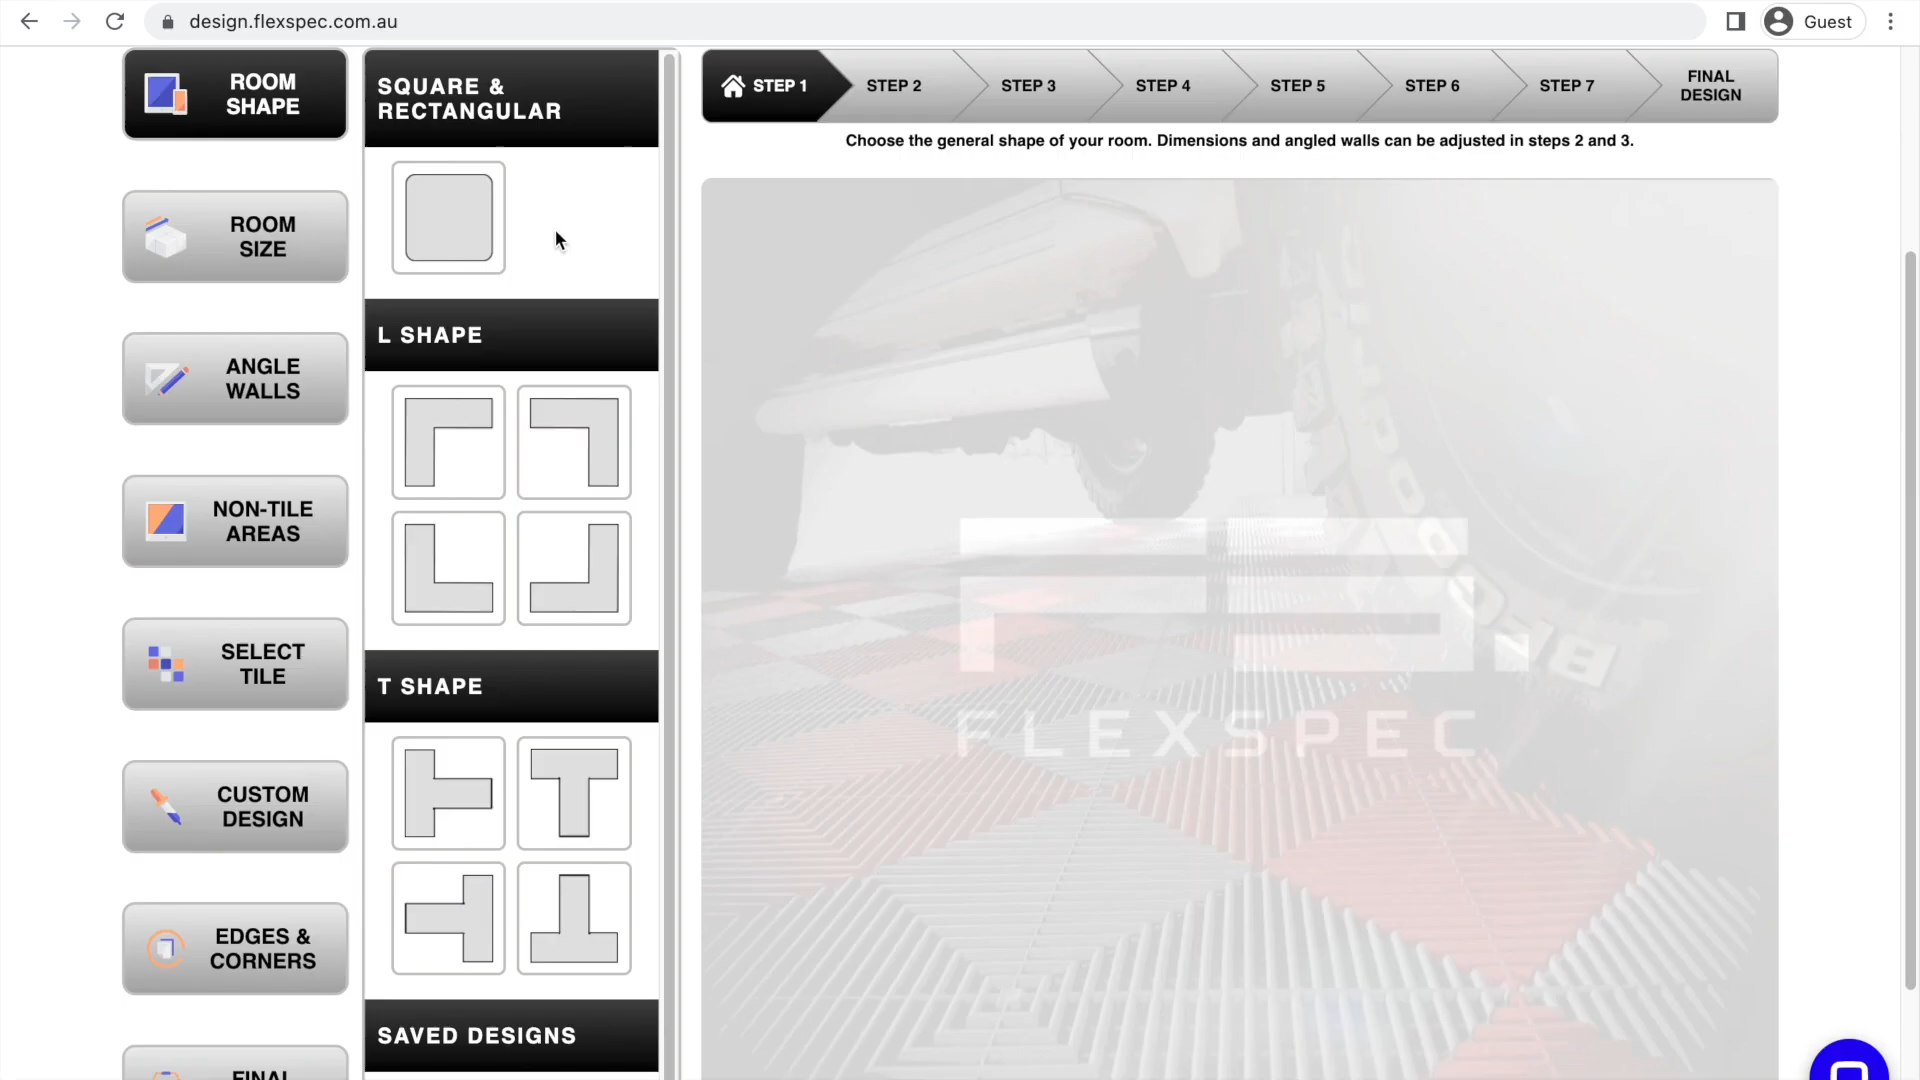 design.flexspec.com.au
Guest
ROOM
SHAPE
ROOM
SIZE
ANGLE
WALLS
NON-TILE
AREAS
SELECT
TILE
CUSTOM
DESIGN
EDGES &
CORNERS
FINAL
SQUARE &
RECTANGULAR
L SHAPE
T SHAPE
SAVED DESIGNS
STEP 1
STEP 2
STEP 3
STEP 4
STEP 5
STEP 6
STEP 7
FINAL
DESIGN
Choose the general shape of your room. Dimensions and angled walls can be adjusted in steps 2 and 3.
FLEXSPEC